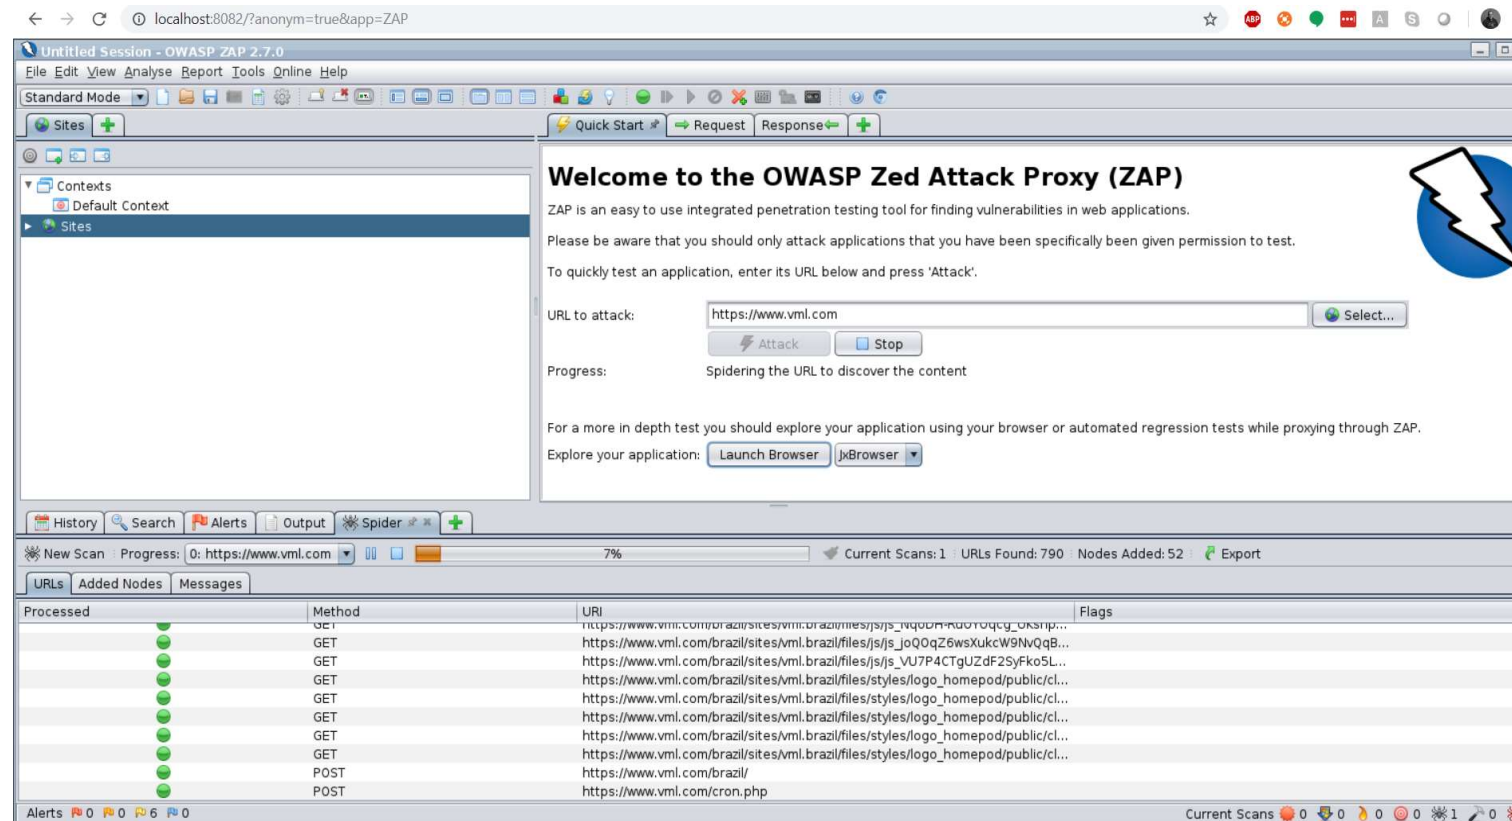 localhost:8082/?anonym=true&app=ZAP
ABP
A
S
Untitled Session - OWASP ZAP 2.7.0
File Edit View Analyse Report Tools Online Help
Standard Mode
Sites
Quick Start
Request
Response
Contexts
Default Context
Sites
Welcome to the OWASP Zed Attack Proxy (ZAP)
ZAP is an easy to use integrated penetration testing tool for finding vulnerabilities in web applications.
Please be aware that you should only attack applications that you have been specifically been given permission to test.
To quickly test an application, enter its URL below and press 'Attack'.
URL to attack: https://www.vml.com Select...
Attack Stop
Progress: Spidering the URL to discover the content
For a more in depth test you should explore your application using your browser or automated regression tests while proxying through ZAP.
Explore your application: Launch Browser JxBrowser
History Search Alerts Output Spider
New Scan Progress: 0: https://www.vml.com 7% Current Scans: 1 URLs Found: 790 Nodes Added: 52 Export
URLs Added Nodes Messages
Processed Method URI Flags
GET
GET https://www.vml.com/brazil/sites/vml.brazil/files/js/js_joQOqZ6wsXukcW9NvQqB...
GET https://www.vml.com/brazil/sites/vml.brazil/files/js/js_VU7P4CTgUZdF2SyFko5L...
GET https://www.vml.com/brazil/sites/vml.brazil/files/styles/logo_homepod/public/cl...
GET https://www.vml.com/brazil/sites/vml.brazil/files/styles/logo_homepod/public/cl...
GET https://www.vml.com/brazil/sites/vml.brazil/files/styles/logo_homepod/public/cl...
GET https://www.vml.com/brazil/sites/vml.brazil/files/styles/logo_homepod/public/cl...
GET https://www.vml.com/brazil/sites/vml.brazil/files/styles/logo_homepod/public/cl...
POST https://www.vml.com/brazil/
POST https://www.vml.com/cron.php
Alerts 0 0 6 0 Current Scans 0 0 0 0 1 0